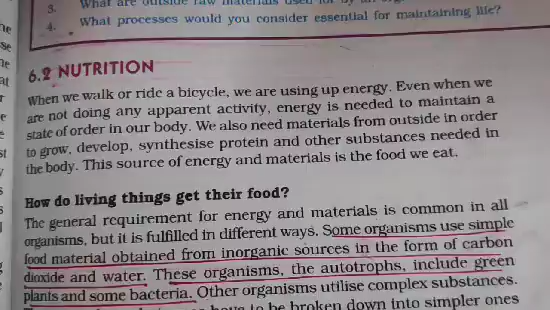 3. What are outside raw materials used for by an
4. What processes would you consider essential for maintaining life?
6.2 NUTRITION
When we walk or ride a bicycle, we are using up energy. Even when we
are not doing any apparent activity, energy is needed to maintain a
state of order in our body. We also need materials from outside in order
to grow, develop, synthesise protein and other substances needed in
the body. This source of energy and materials is the food we eat.
How do living things get their food?
The general requirement for energy and materials is common in all
organisms, but it is fulfilled in different ways. Some organisms use simple
food material obtained from inorganic sources in the form of carbon
dioxide and water. These organisms, the autotrophs, include green
plants and some bacteria. Other organisms utilise complex substances.
to be broken down into simpler ones